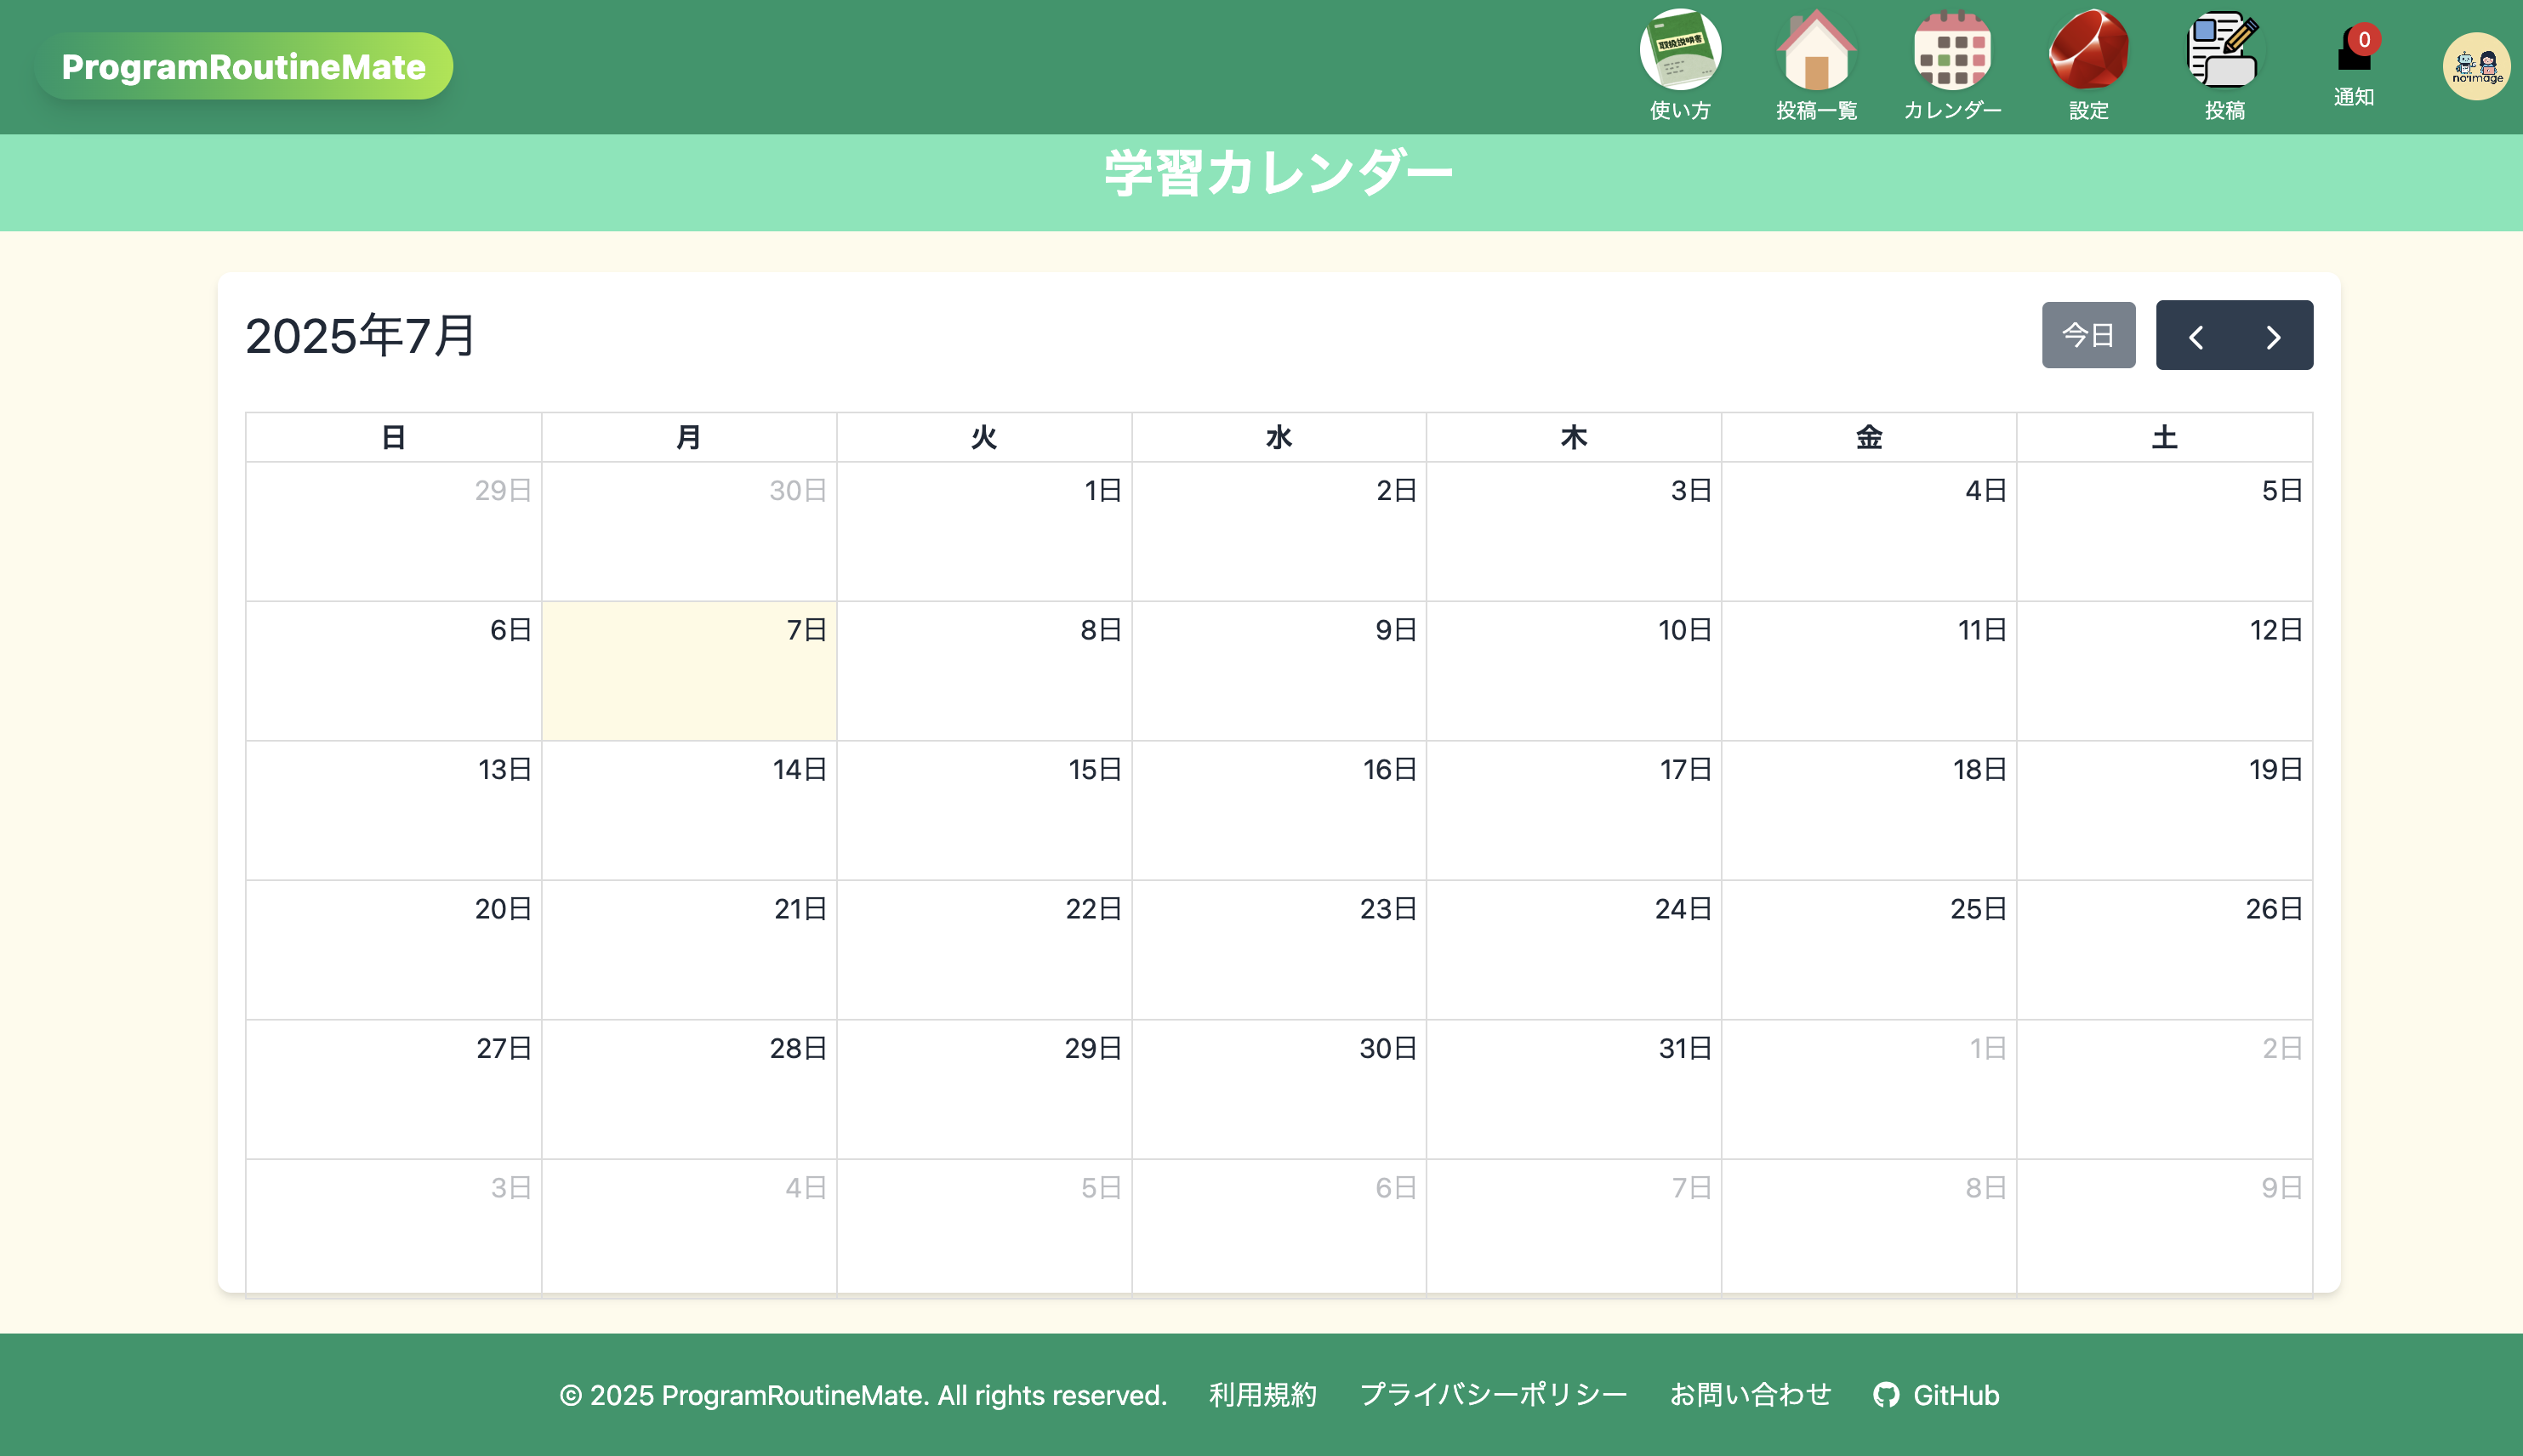 ProgramRoutineMate
取扱説明書
使い方
投稿一覧
カレンダー
設定
投稿
0
通知
no image
学習カレンダー
2025年7月
今日
日 月 火 水 木 金 土
29日 30日 1日 2日 3日 4日 5日
6日 7日 8日 9日 10日 11日 12日
13日 14日 15日 16日 17日 18日 19日
20日 21日 22日 23日 24日 25日 26日
27日 28日 29日 30日 31日 1日 2日
3日 4日 5日 6日 7日 8日 9日
© 2025 ProgramRoutineMate. All rights reserved. 利用規約 プライバシーポリシー お問い合わせ GitHub